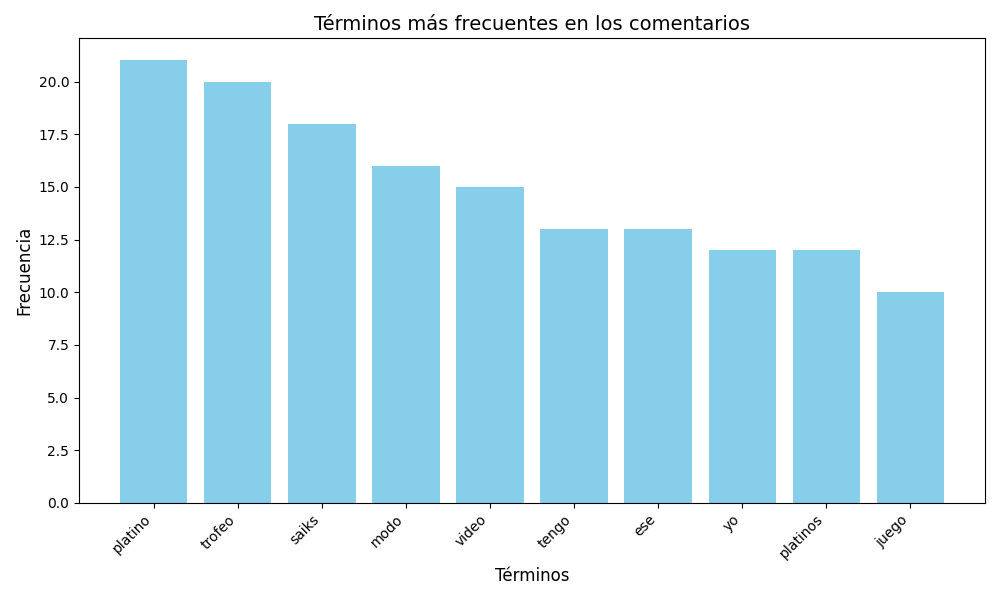 Términos más frecuentes en los comentarios
Frecuencia
20.0
17.5
15.0
12.5
10.0
7.5
5.0
2.5
0.0
platino
trofeo
saiks
modo
video
tengo
ese
yo
platinos
juego
Términos